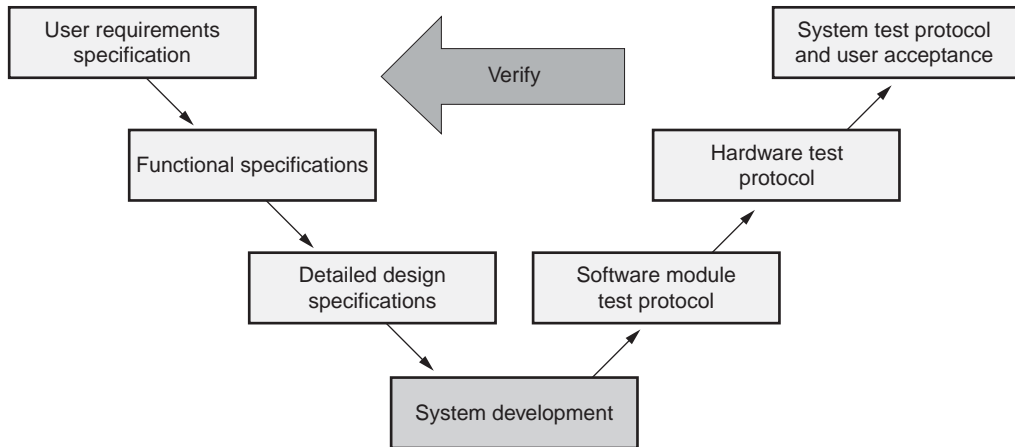 User requirements
specification
Verify
System test protocol
and user acceptance
Functional specifications
Hardware test
protocol
Detailed design
specifications
Software module
test protocol
System development